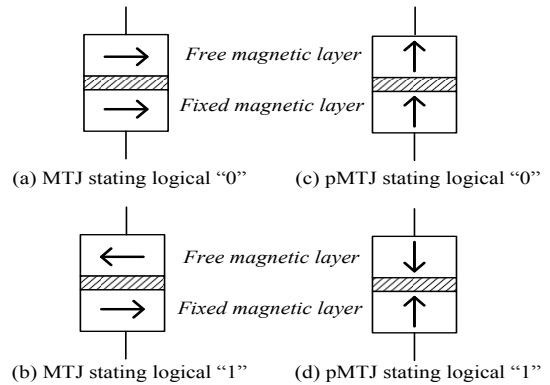 Free magnetic layer
Fixed magnetic layer
(a) MTJ stating logical “0” (c) pMTJ stating logical “0”
Free magnetic layer
Fixed magnetic layer
(b) MTJ stating logical “1” (d) pMTJ stating logical “1”